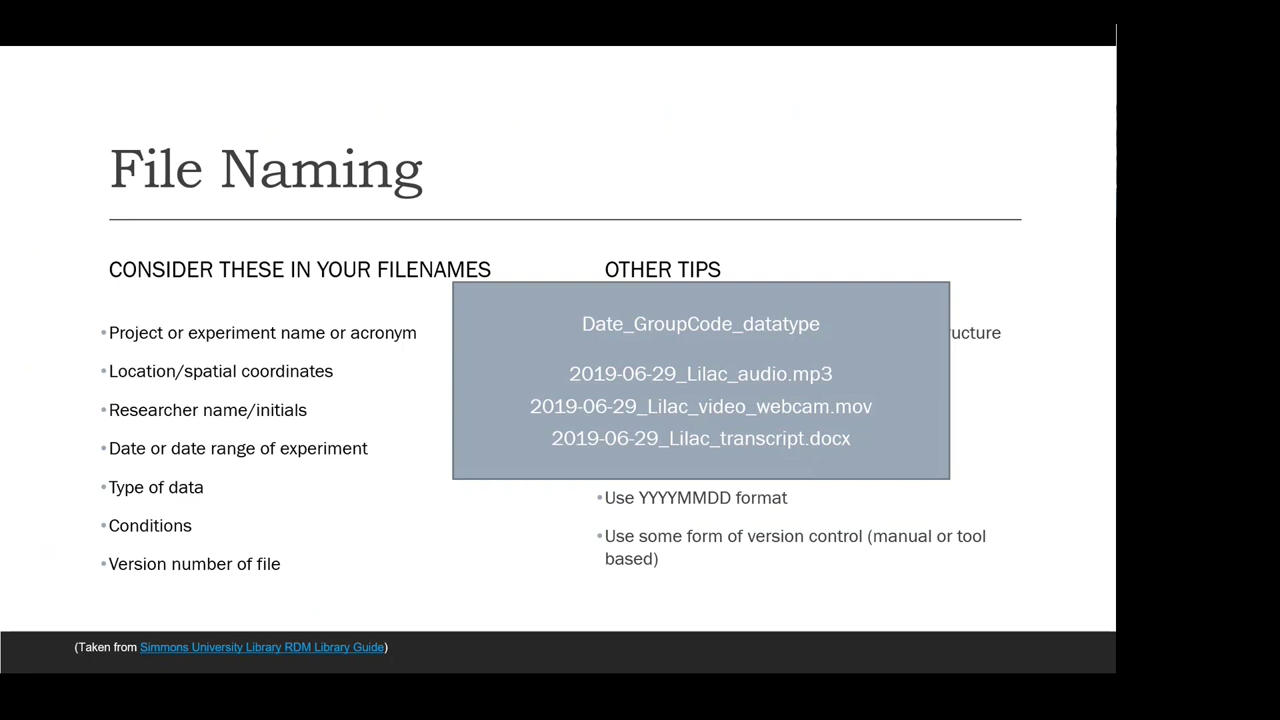 File Naming
CONSIDER THESE IN YOUR FILENAMES
•Project or experiment name or acronym
•Location/spatial coordinates
•Researcher name/initials
•Date or date range of experiment
•Type of data
•Conditions
•Version number of file
OTHER TIPS
Date_GroupCode_datatype
2019-06-29_Lilac_audio.mp3
2019-06-29_Lilac_video_webcam.mov
2019-06-29_Lilac_transcript.docx
•Use YYYYMMDD format
•Use some form of version control (manual or tool
based)
(Taken from Simmons University Library RDM Library Guide)